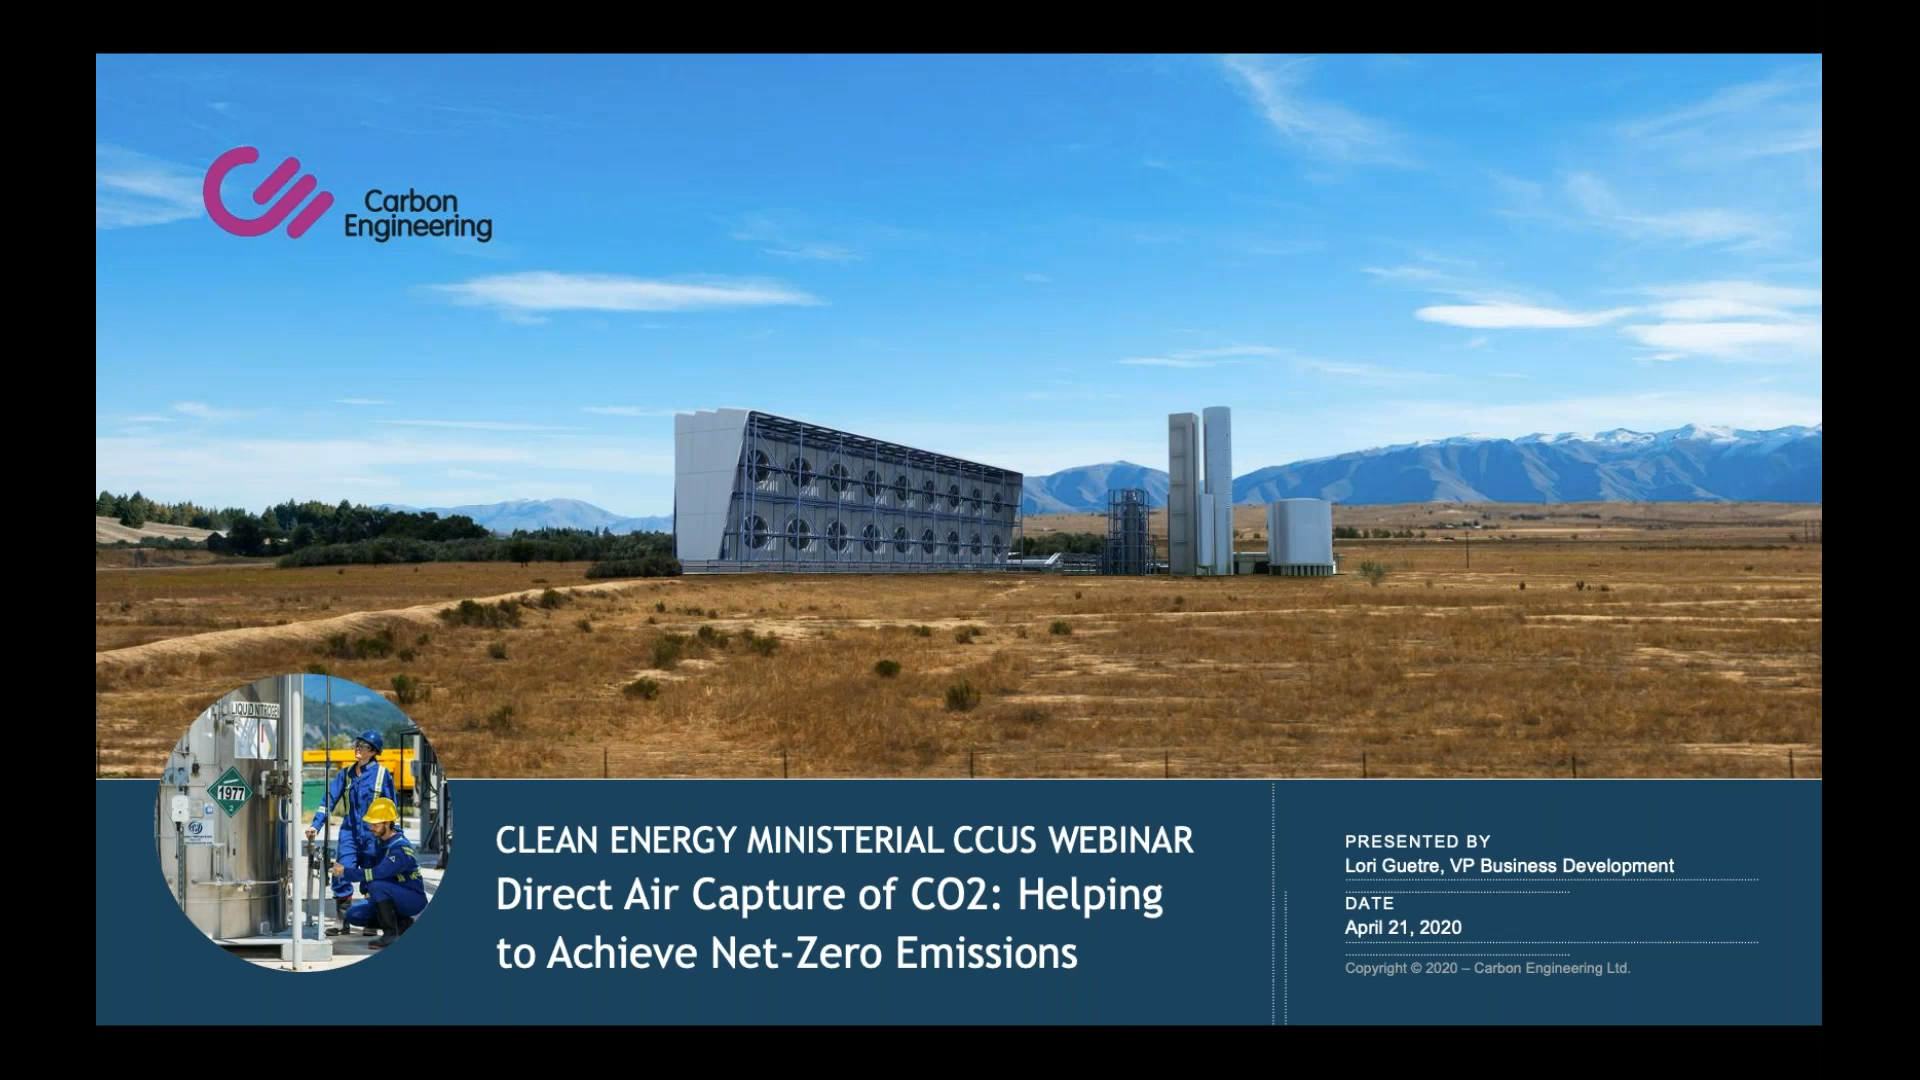 Carbon
Engineering
LIQUID NITROGEN
1977
2
CLEAN ENERGY MINISTERIAL CCUS WEBINAR
Direct Air Capture of CO2: Helping
to Achieve Net-Zero Emissions
PRESENTED BY
Lori Guetre, VP Business Development
DATE
April 21, 2020
Copyright © 2020 – Carbon Engineering Ltd.